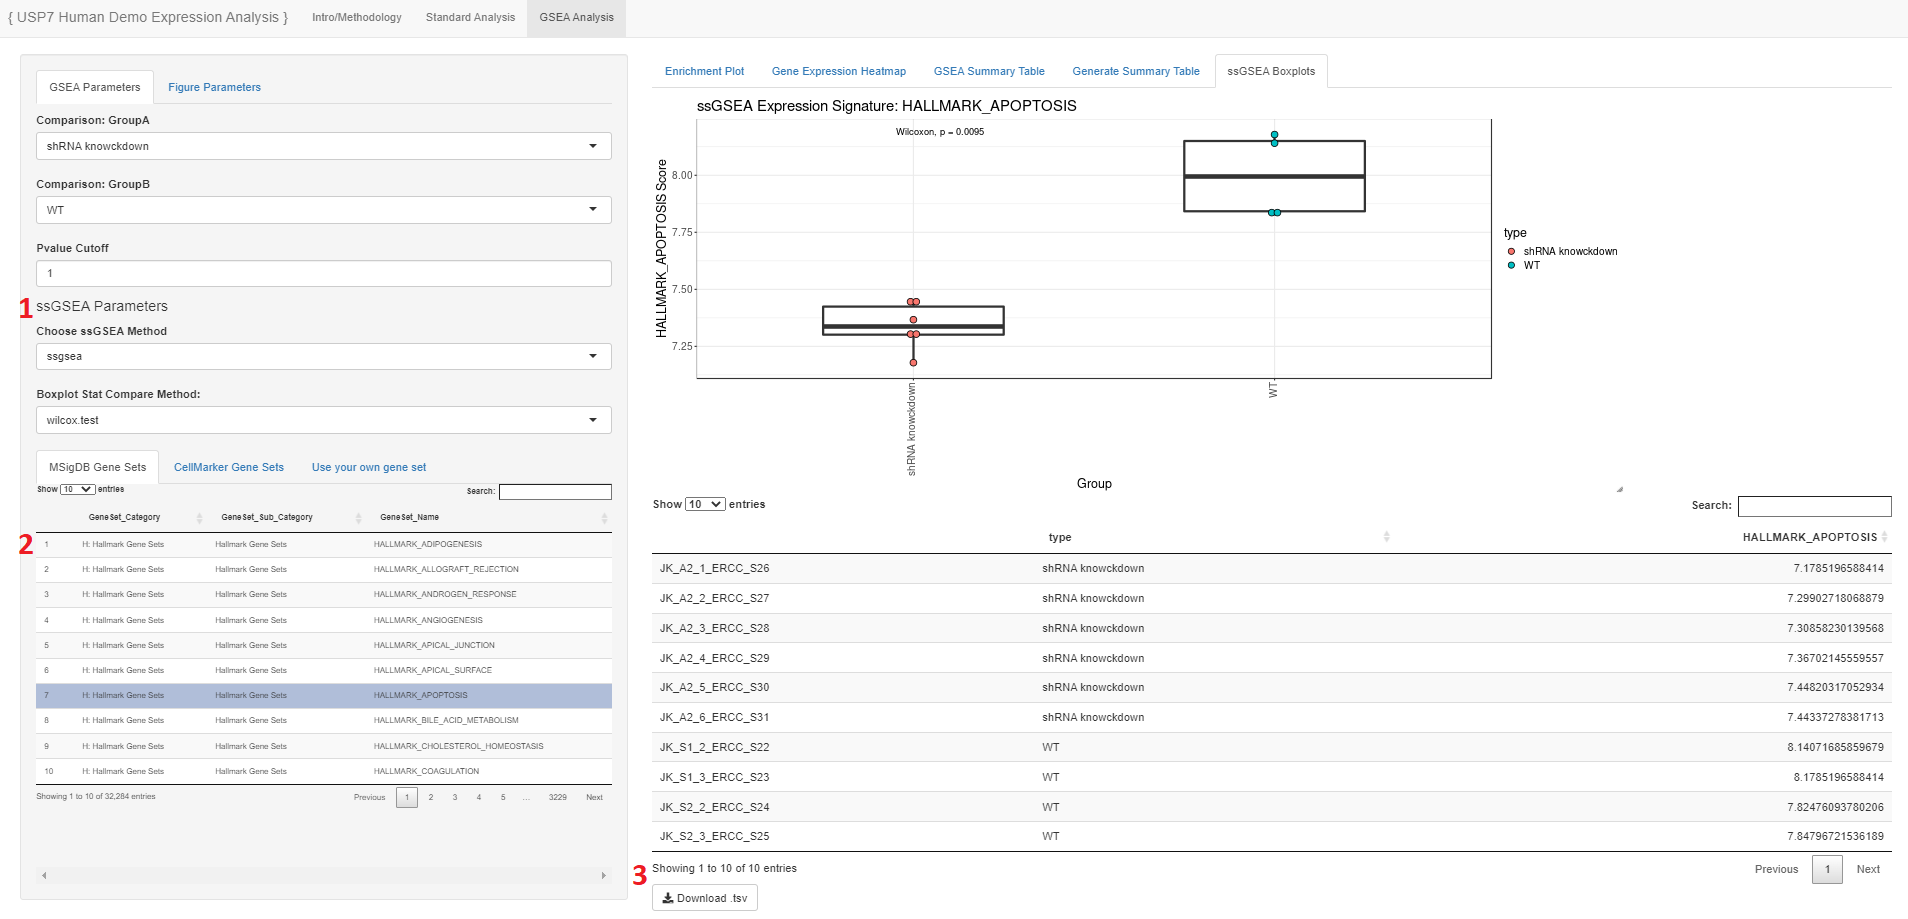 { USP7 Human Demo Expression Analysis } Intro/Methodology Standard Analysis GSEA Analysis
GSEA Parameters Figure Parameters
Comparison: GroupA
shRNA knowckdown
Comparison: GroupB
WT
Pvalue Cutoff
1
1 ssGSEA Parameters
Choose ssGSEA Method
ssgsea
Boxplot Stat Compare Method:
wilcox.test
MSigDB Gene Sets CellMarker Gene Sets Use your own gene set
Show 10 entries Search:
GeneSet_Category GeneSet_Sub_Category GeneSet_Name
2 1 H: Hallmark Gene Sets Hallmark Gene Sets HALLMARK_ADIPOGENESIS
2 H: Hallmark Gene Sets Hallmark Gene Sets HALLMARK_ALLOGRAFT_REJECTION
3 H: Hallmark Gene Sets Hallmark Gene Sets HALLMARK_ANDROGEN_RESPONSE
4 H: Hallmark Gene Sets Hallmark Gene Sets HALLMARK_ANGIOGENESIS
5 H: Hallmark Gene Sets Hallmark Gene Sets HALLMARK_APICAL_JUNCTION
6 H: Hallmark Gene Sets Hallmark Gene Sets HALLMARK_APICAL_SURFACE
7 H: Hallmark Gene Sets Hallmark Gene Sets HALLMARK_APOPTOSIS
8 H: Hallmark Gene Sets Hallmark Gene Sets HALLMARK_BILE_ACID_METABOLISM
9 H: Hallmark Gene Sets Hallmark Gene Sets HALLMARK_CHOLESTEROL_HOMEOSTASIS
10 H: Hallmark Gene Sets Hallmark Gene Sets HALLMARK_COAGULATION
Showing 1 to 10 of 32,284 entries Previous 1 2 3 4 5 … 3229 Next
Enrichment Plot Gene Expression Heatmap GSEA Summary Table Generate Summary Table ssGSEA Boxplots
ssGSEA Expression Signature: HALLMARK_APOPTOSIS
Wilcoxon, p = 0.0095
HALLMARK_APOPTOSIS Score
8.00
7.75
7.50
7.25
shRNA knowckdown
WT
Group
type
shRNA knowckdown
WT
Show 10 entries Search:
type HALLMARK_APOPTOSIS
JK_A2_1_ERCC_S26 shRNA knowckdown 7.1785196588414
JK_A2_2_ERCC_S27 shRNA knowckdown 7.29902718068879
JK_A2_3_ERCC_S28 shRNA knowckdown 7.30858230139568
JK_A2_4_ERCC_S29 shRNA knowckdown 7.36702145559557
JK_A2_5_ERCC_S30 shRNA knowckdown 7.44820317052934
JK_A2_6_ERCC_S31 shRNA knowckdown 7.44337278381713
JK_S1_2_ERCC_S22 WT 8.14071685859679
JK_S1_3_ERCC_S23 WT 8.1785196588414
JK_S2_2_ERCC_S24 WT 7.82476093780206
JK_S2_3_ERCC_S25 WT 7.84796721536189
Showing 1 to 10 of 10 entries Previous 1 Next
3
Download .tsv